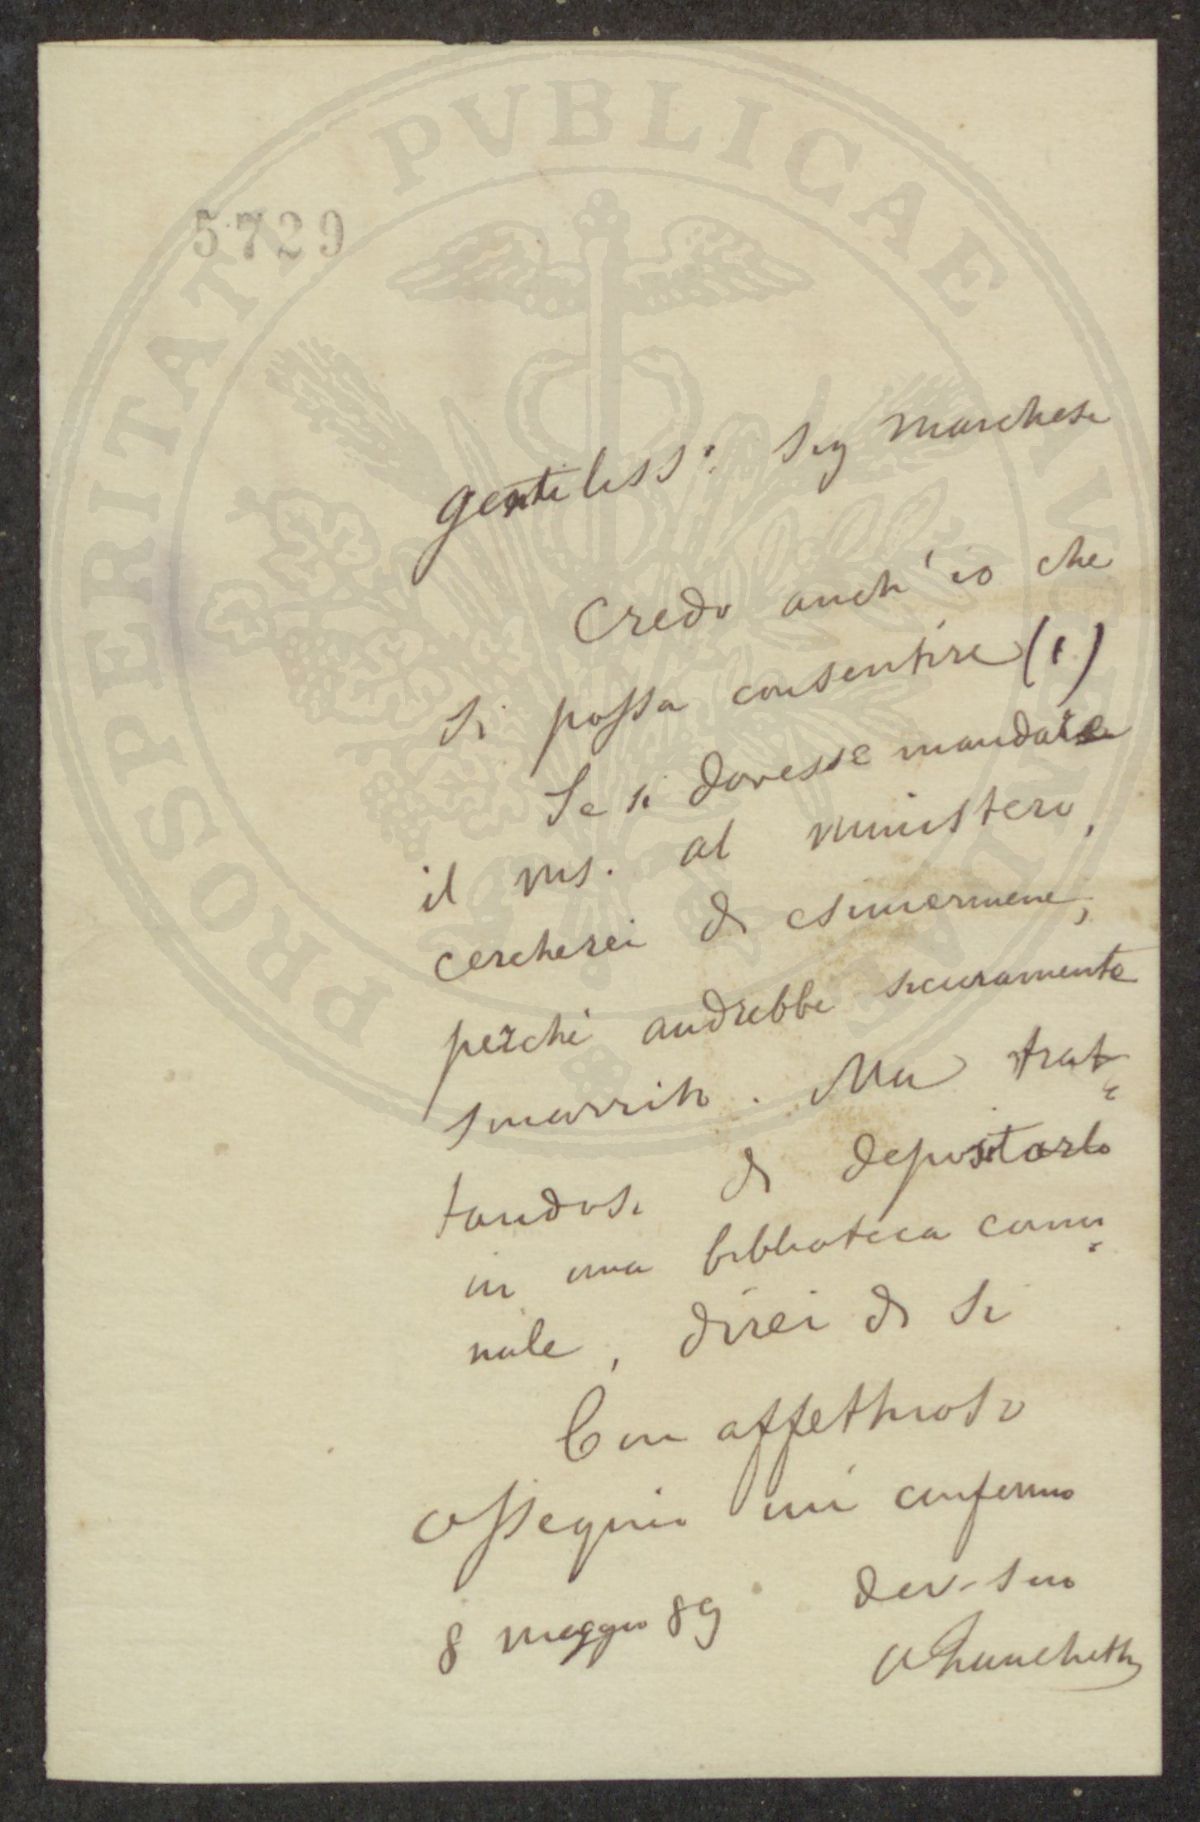 5729
Gentiliss: Sig Marchese
Credo anch'io che
si possa consentire (1)
Se si dovesse mandare
il ms. al ministero,
cercherei di esimermene,
perchè andrebbe sicuramente
smarrito. Ma trat=
tandosi di depositarlo
in una biblioteca comu=
nale, direi di si
Con affettuoso
ossequio mi confermo
8 maggio 89 dev. suo
PROSPERITATI PVBLICAE